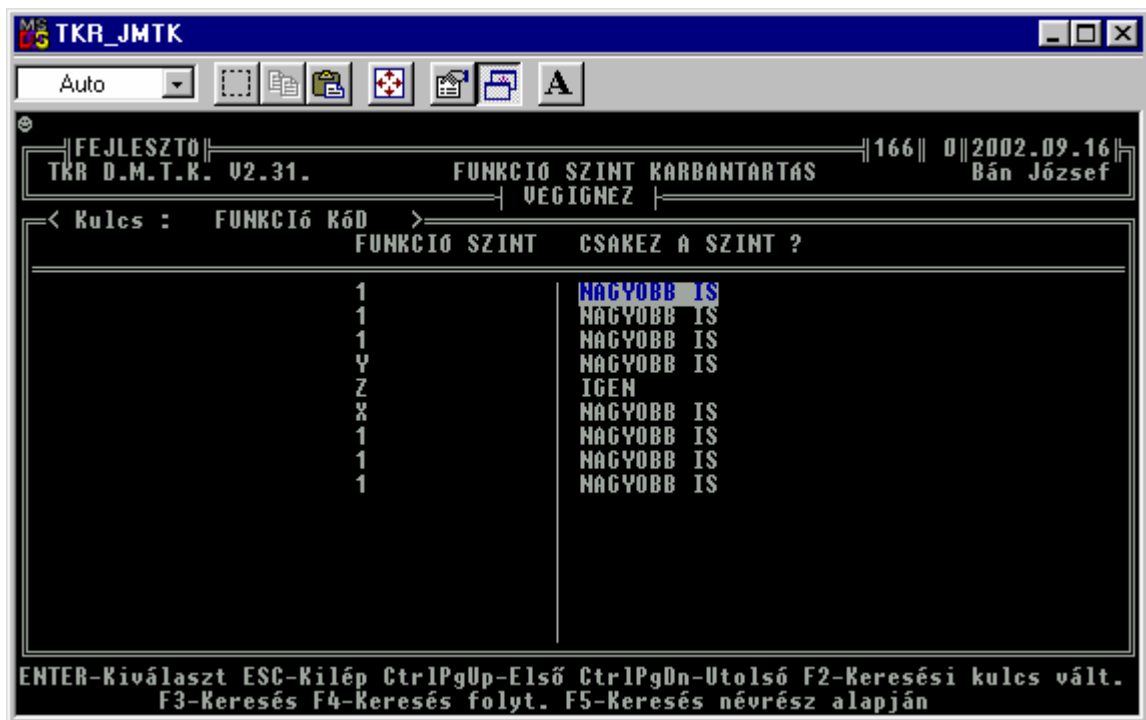 TKR_JMTK
Auto
A
FEJLESZTŐ 166 0 2002.09.16
TKR D.M.T.K. V2.31. FUNKCIÓ SZINT KARBANTARTÁS Bán József
VÉGIGNÉZ
< Kulcs : FUNKCIÓ KÓD >
FUNKCIÓ SZINT CSAKEZ A SZINT ?
1 NAGYOBB IS
1 NAGYOBB IS
1 NAGYOBB IS
Y NAGYOBB IS
Z IGEN
X NAGYOBB IS
1 NAGYOBB IS
1 NAGYOBB IS
1 NAGYOBB IS
ENTER-Kiválaszt ESC-Kilép CtrlPgUp-Első CtrlPgDn-Utolsó F2-Keresési kulcs vált.
F3-Keresés F4-Keresés folyt. F5-Keresés névrész alapján